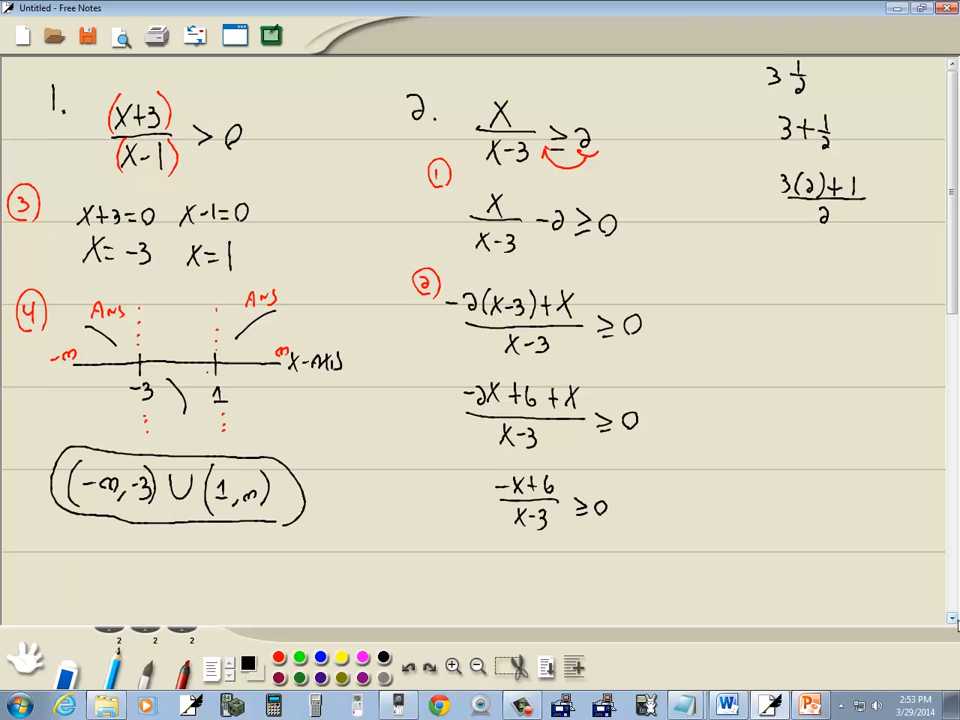 Untitled - Free Notes
1.
(x+3)
(x-1)
> 0
3
x+3=0 x-1=0
x= -3 x= 1
4
Ans Ans
-∞ ∞ x-axis
-3 1
(-∞,-3) ∪ (1,∞)
2.
x
x-3
≥ 2
1
x
x-3
-2 ≥ 0
2
-2(x-3)+x
x-3
≥ 0
-2x+6+x
x-3
≥ 0
-x+6
x-3
≥ 0
3 1/2
3+1/2
3(2)+1
2
2 2 2
2:53 PM
3/29/2014